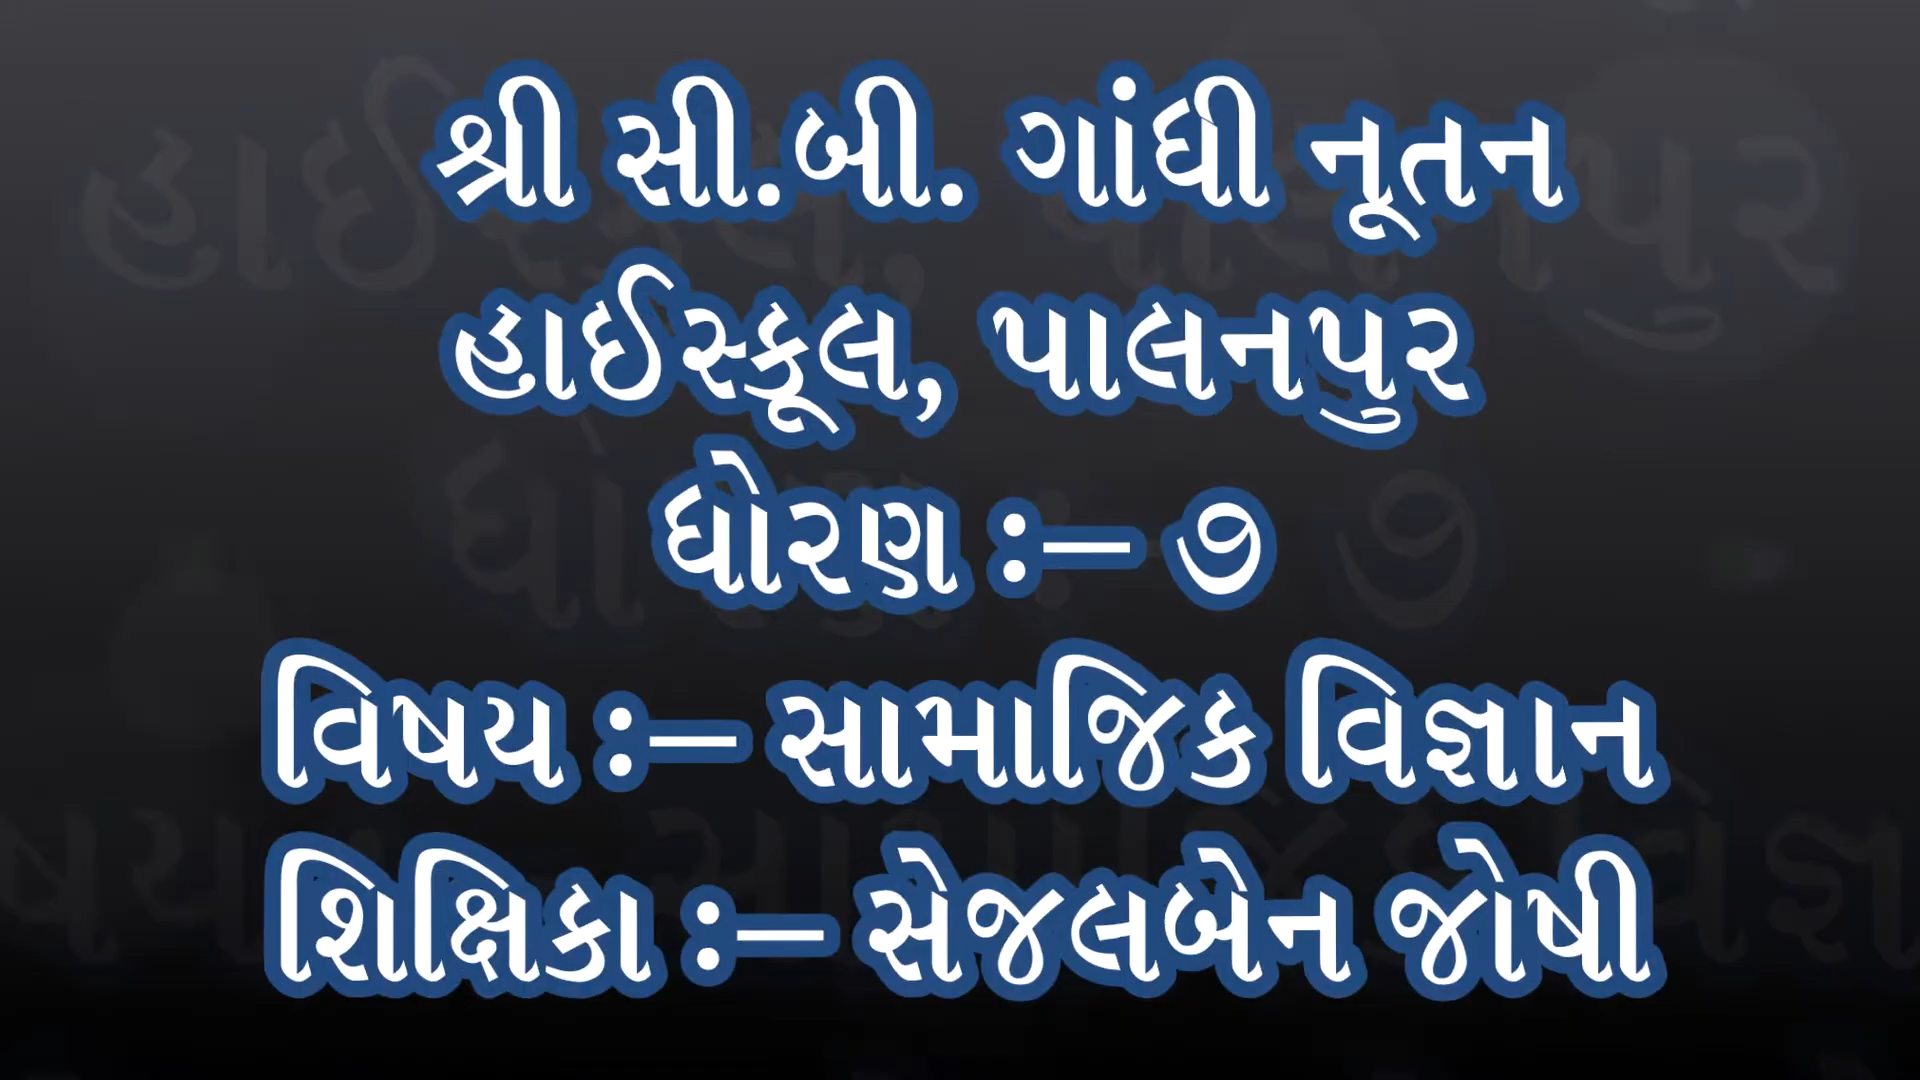 શ્રી સી.બી. ગાંધી નૂતન
હાઈસ્કૂલ, પાલનપુર
ધોરણ :– ૭
વિષય :– સામાજિક વિજ્ઞાન
શિક્ષિકા :– સેજલબેન જોષી